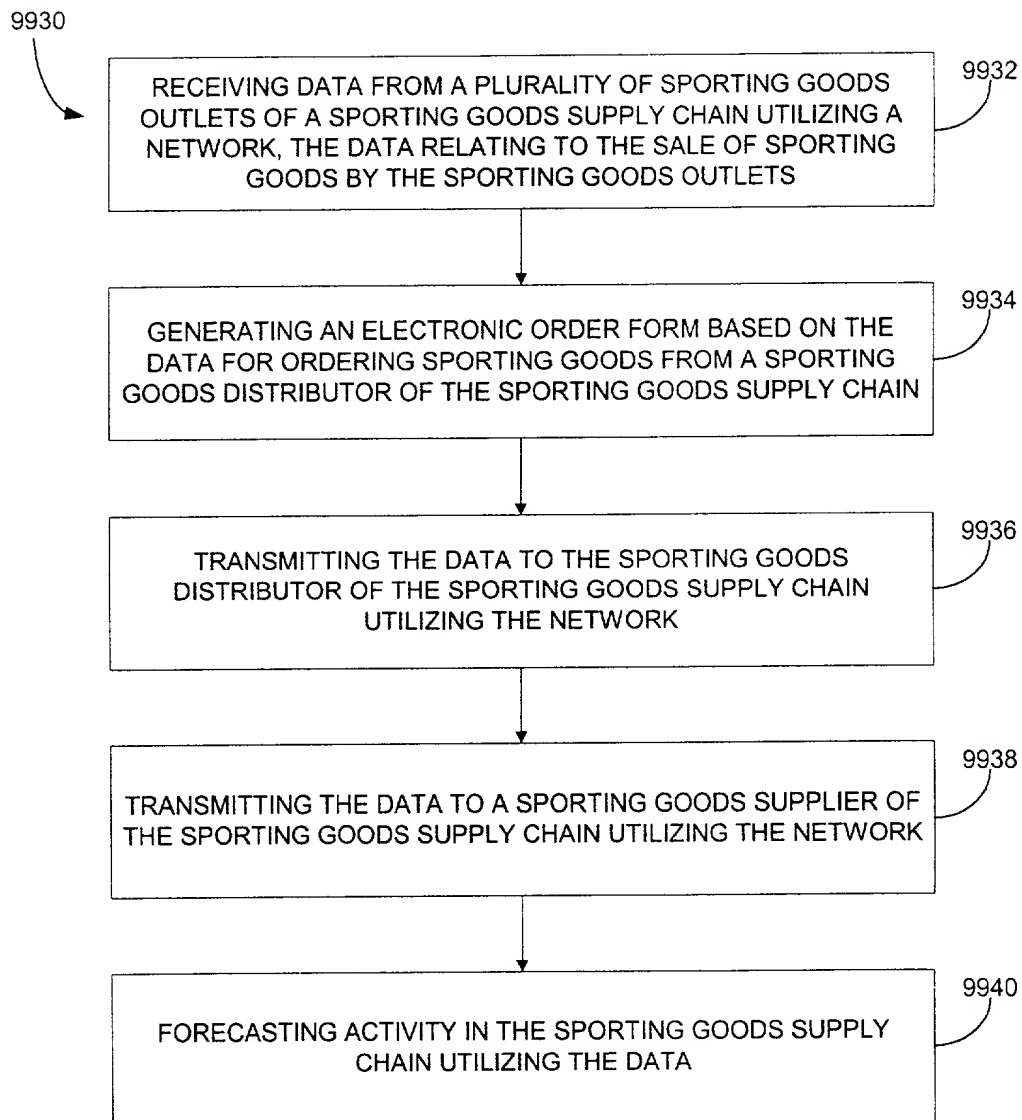 9930
9932
RECEIVING DATA FROM A PLURALITY OF SPORTING GOODS
OUTLETS OF A SPORTING GOODS SUPPLY CHAIN UTILIZING A
NETWORK, THE DATA RELATING TO THE SALE OF SPORTING
GOODS BY THE SPORTING GOODS OUTLETS
9934
GENERATING AN ELECTRONIC ORDER FORM BASED ON THE
DATA FOR ORDERING SPORTING GOODS FROM A SPORTING
GOODS DISTRIBUTOR OF THE SPORTING GOODS SUPPLY CHAIN
9936
TRANSMITTING THE DATA TO THE SPORTING GOODS
DISTRIBUTOR OF THE SPORTING GOODS SUPPLY CHAIN
UTILIZING THE NETWORK
9938
TRANSMITTING THE DATA TO A SPORTING GOODS SUPPLIER OF
THE SPORTING GOODS SUPPLY CHAIN UTILIZING THE NETWORK
9940
FORECASTING ACTIVITY IN THE SPORTING GOODS SUPPLY
CHAIN UTILIZING THE DATA